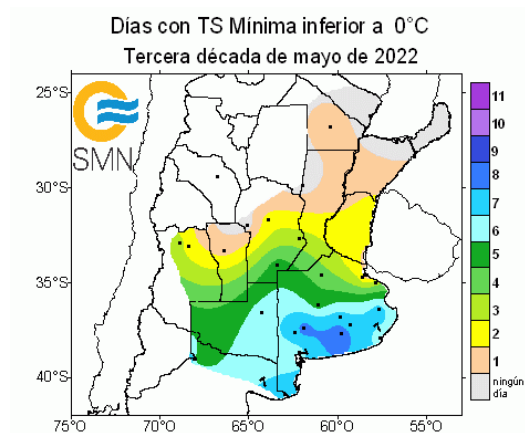 Días con TS Mínima inferior a 0°C
Tercera década de mayo de 2022
SMN
25°S
30°S
35°S
40°S
75°W
70°W
65°W
60°W
55°W
11
10
9
8
7
6
5
4
3
2
1
ningún
día